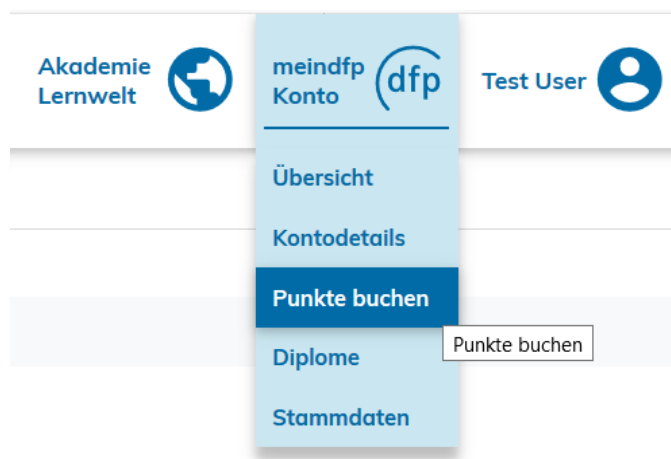 Akademie
Lernwelt
meindfp
Konto
dfp
Test User
Übersicht
Kontodetails
Punkte buchen
Punkte buchen
Diplome
Stammdaten